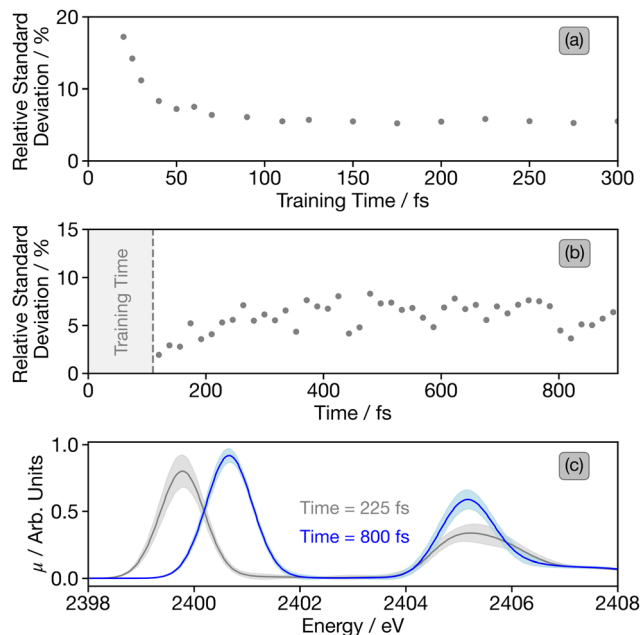 20
10
0
Relative Standard
Deviation / %
(a)
0 50 100 150 200 250 300
Training Time / fs
15
10
5
0
Relative Standard
Deviation / %
Training Time
(b)
0 200 400 600 800
Time / fs
1.0
0.5
0.0
μ / Arb. Units
(c)
Time = 225 fs
Time = 800 fs
2398 2400 2402 2404 2406 2408
Energy / eV